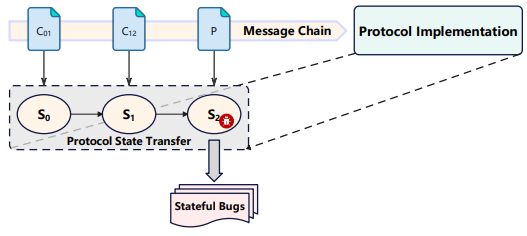 C01
C12
P
Message Chain
Protocol Implementation
S0
S1
S2
Protocol State Transfer
Stateful Bugs